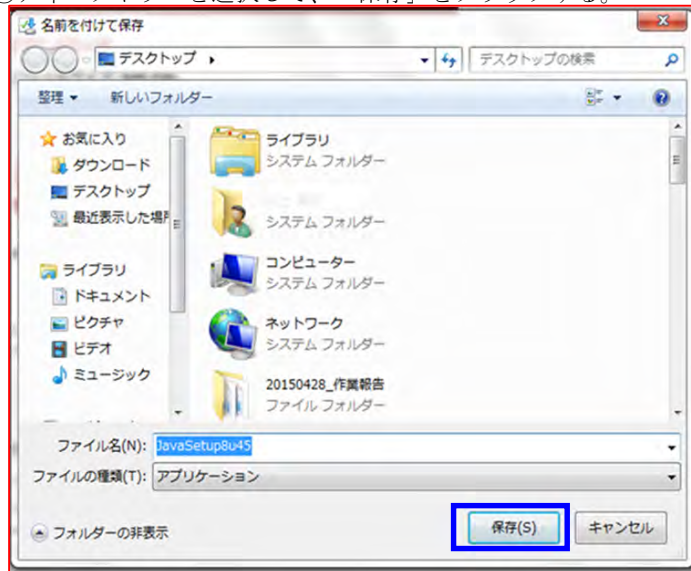 名前を付けて保存
デスクトップ
デスクトップの検索
整理
新しいフォルダー
お気に入り
ダウンロード
デスクトップ
最近表示した場所
ライブラリ
ドキュメント
ピクチャ
ビデオ
ミュージック
ライブラリ
システム フォルダー
システム フォルダー
コンピューター
システム フォルダー
ネットワーク
システム フォルダー
20150428_作業報告
ファイル フォルダー
ファイル名(N): JavaSetup8u45
ファイルの種類(T): アプリケーション
フォルダーの非表示
保存(S)
キャンセル